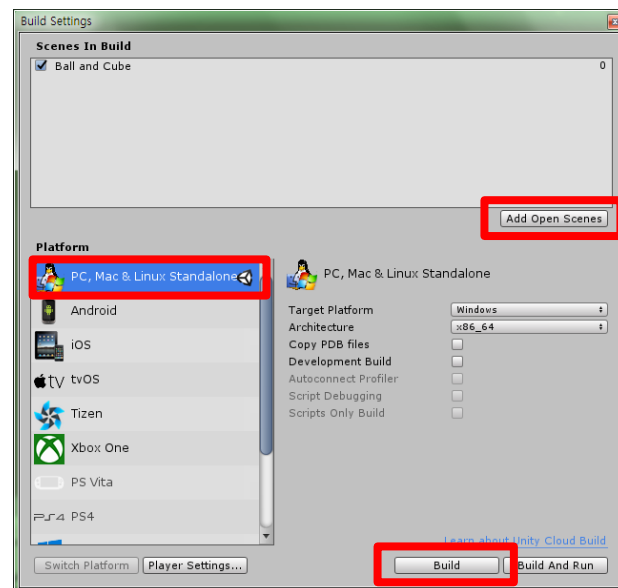 Build Settings
Scenes In Build
Ball and Cube 0
Add Open Scenes
Platform
PC, Mac & Linux Standalone
Android
iOS
tv tvOS
Tizen
Xbox One
PS Vita
PS4 PS4
PC, Mac & Linux Standalone
Target Platform Windows
Architecture x86_64
Copy PDB files
Development Build
Autoconnect Profiler
Script Debugging
Scripts Only Build
Learn about Unity Cloud Build
Switch Platform Player Settings... Build Build And Run